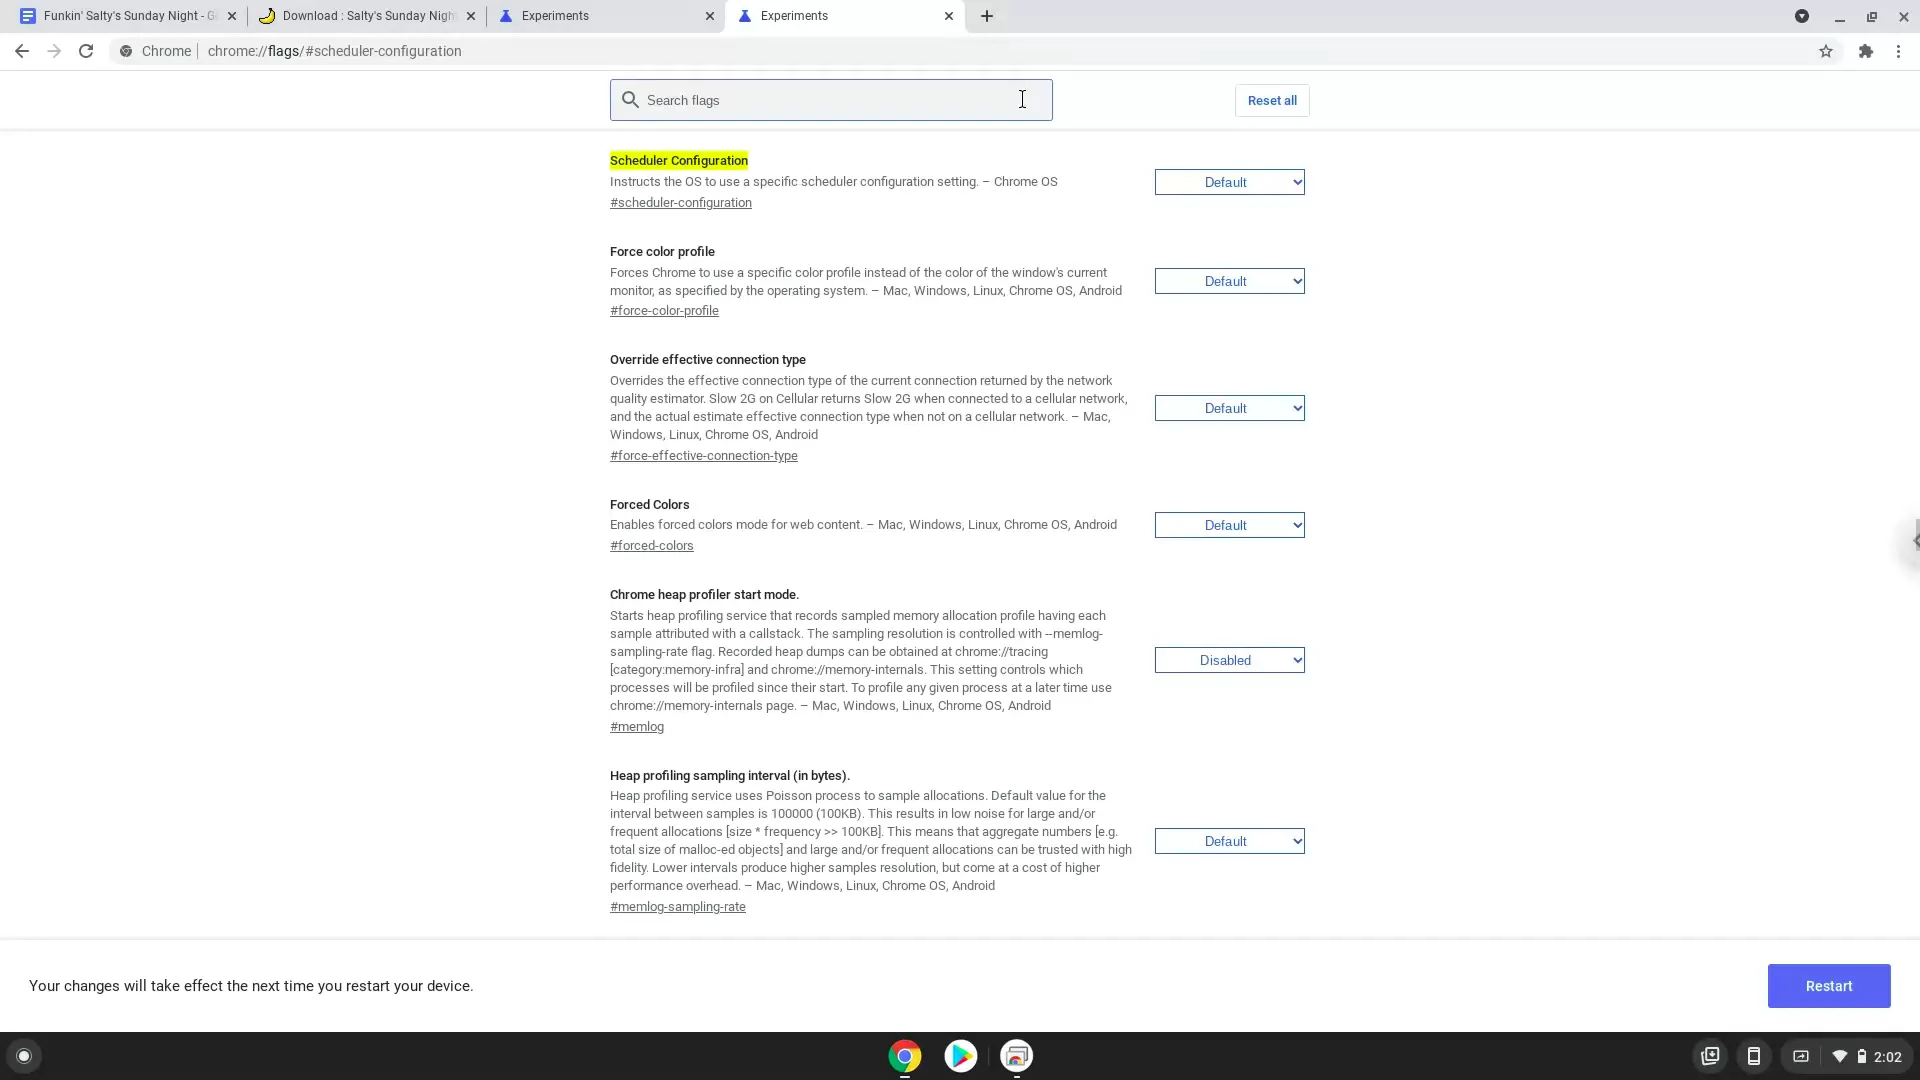 Funkin' Salty's Sunday Night - G
Download : Salty's Sunday Nigh
Experiments
Experiments
Chrome
chrome://flags/#scheduler-configuration
Search flags
Reset all
Scheduler Configuration
Instructs the OS to use a specific scheduler configuration setting. – Chrome OS
#scheduler-configuration
Default
Force color profile
Forces Chrome to use a specific color profile instead of the color of the window's current
monitor, as specified by the operating system. – Mac, Windows, Linux, Chrome OS, Android
#force-color-profile
Default
Override effective connection type
Overrides the effective connection type of the current connection returned by the network
quality estimator. Slow 2G on Cellular returns Slow 2G when connected to a cellular network,
and the actual estimate effective connection type when not on a cellular network. – Mac,
Windows, Linux, Chrome OS, Android
#force-effective-connection-type
Default
Forced Colors
Enables forced colors mode for web content. – Mac, Windows, Linux, Chrome OS, Android
#forced-colors
Default
Chrome heap profiler start mode.
Starts heap profiling service that records sampled memory allocation profile having each
sample attributed with a callstack. The sampling resolution is controlled with --memlog-
sampling-rate flag. Recorded heap dumps can be obtained at chrome://tracing
[category:memory-infra] and chrome://memory-internals. This setting controls which
processes will be profiled since their start. To profile any given process at a later time use
chrome://memory-internals page. – Mac, Windows, Linux, Chrome OS, Android
#memlog
Disabled
Heap profiling sampling interval (in bytes).
Heap profiling service uses Poisson process to sample allocations. Default value for the
interval between samples is 100000 (100KB). This results in low noise for large and/or
frequent allocations [size * frequency >> 100KB]. This means that aggregate numbers [e.g.
total size of malloc-ed objects] and large and/or frequent allocations can be trusted with high
fidelity. Lower intervals produce higher samples resolution, but come at a cost of higher
performance overhead. – Mac, Windows, Linux, Chrome OS, Android
#memlog-sampling-rate
Default
Your changes will take effect the next time you restart your device.
Restart
2:02